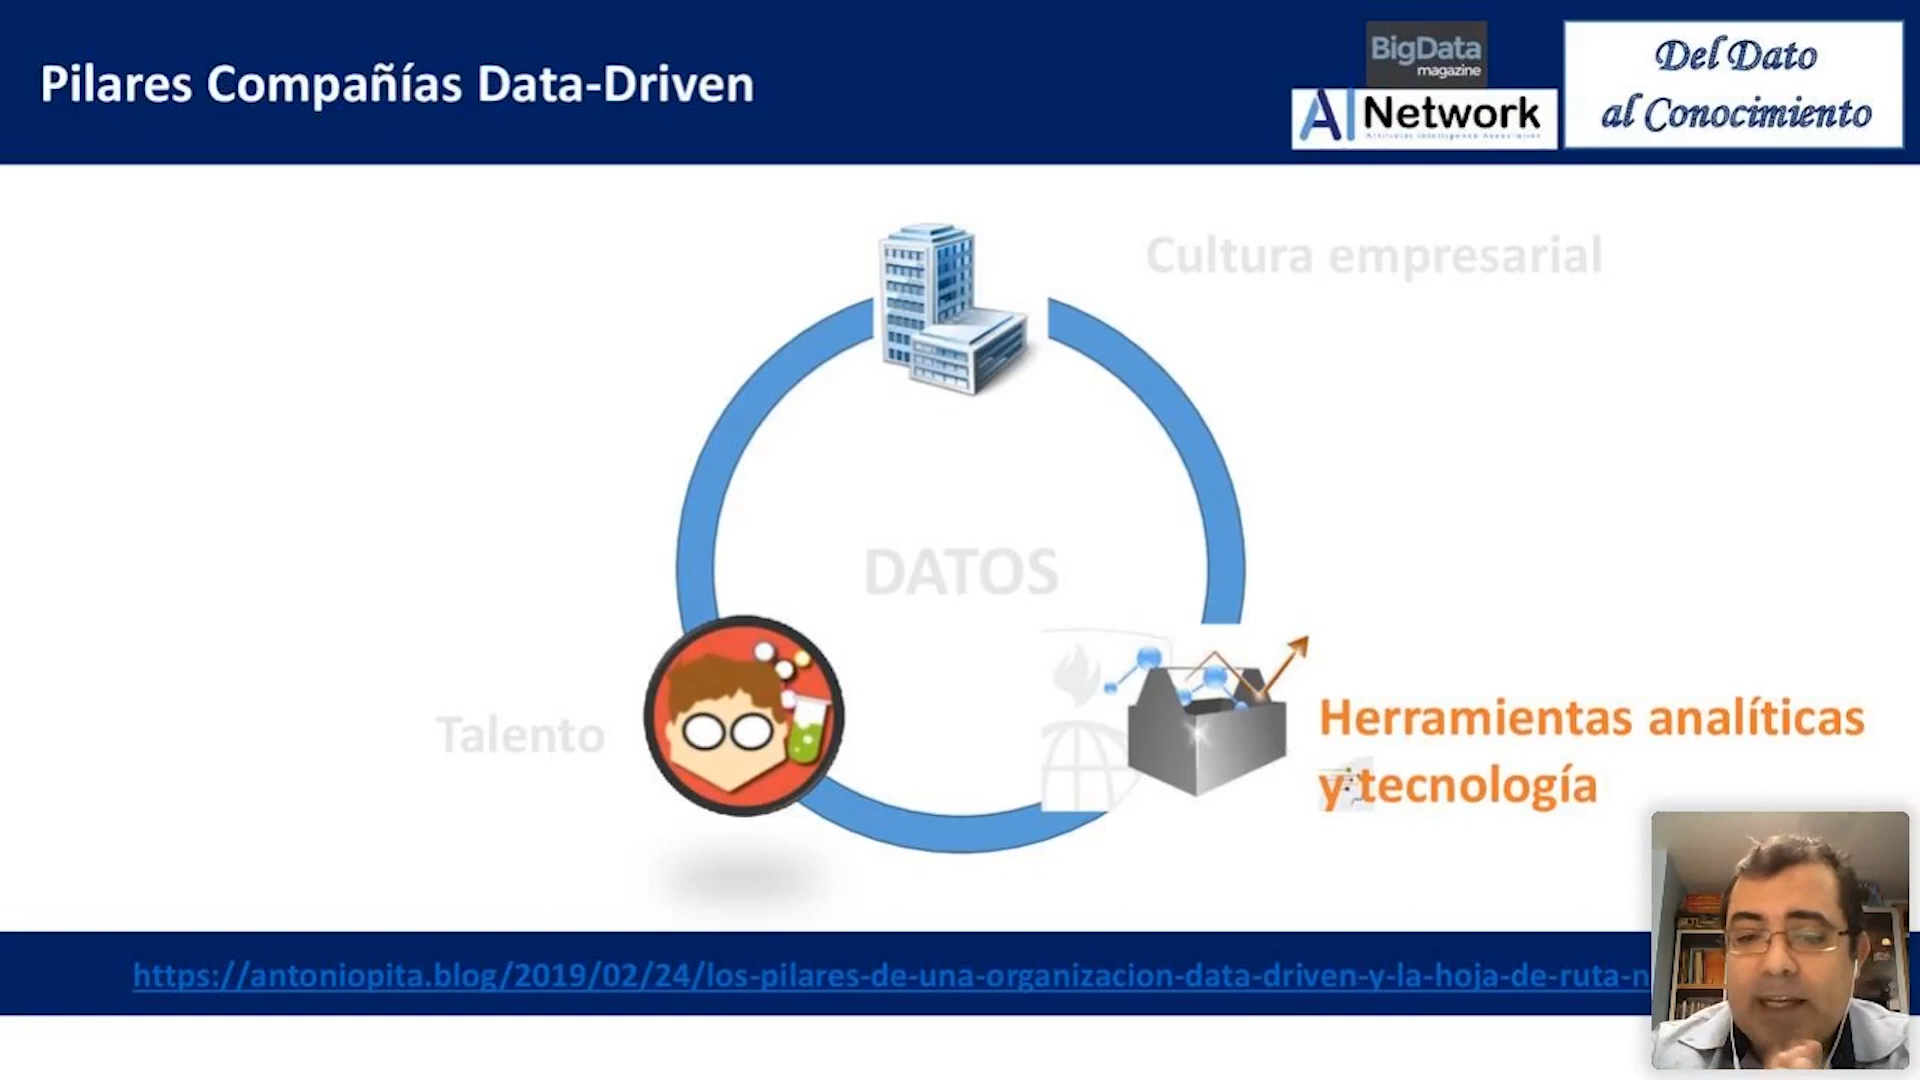 Pilares Compañías Data-Driven
BigData
magazine
AI Network
Del Dato
al Conocimiento
Cultura empresarial
DATOS
Talento
Herramientas analíticas
y tecnología
https://antoniopita.blog/2019/02/24/los-pilares-de-una-organizacion-data-driven-y-la-hoja-de-ruta-n